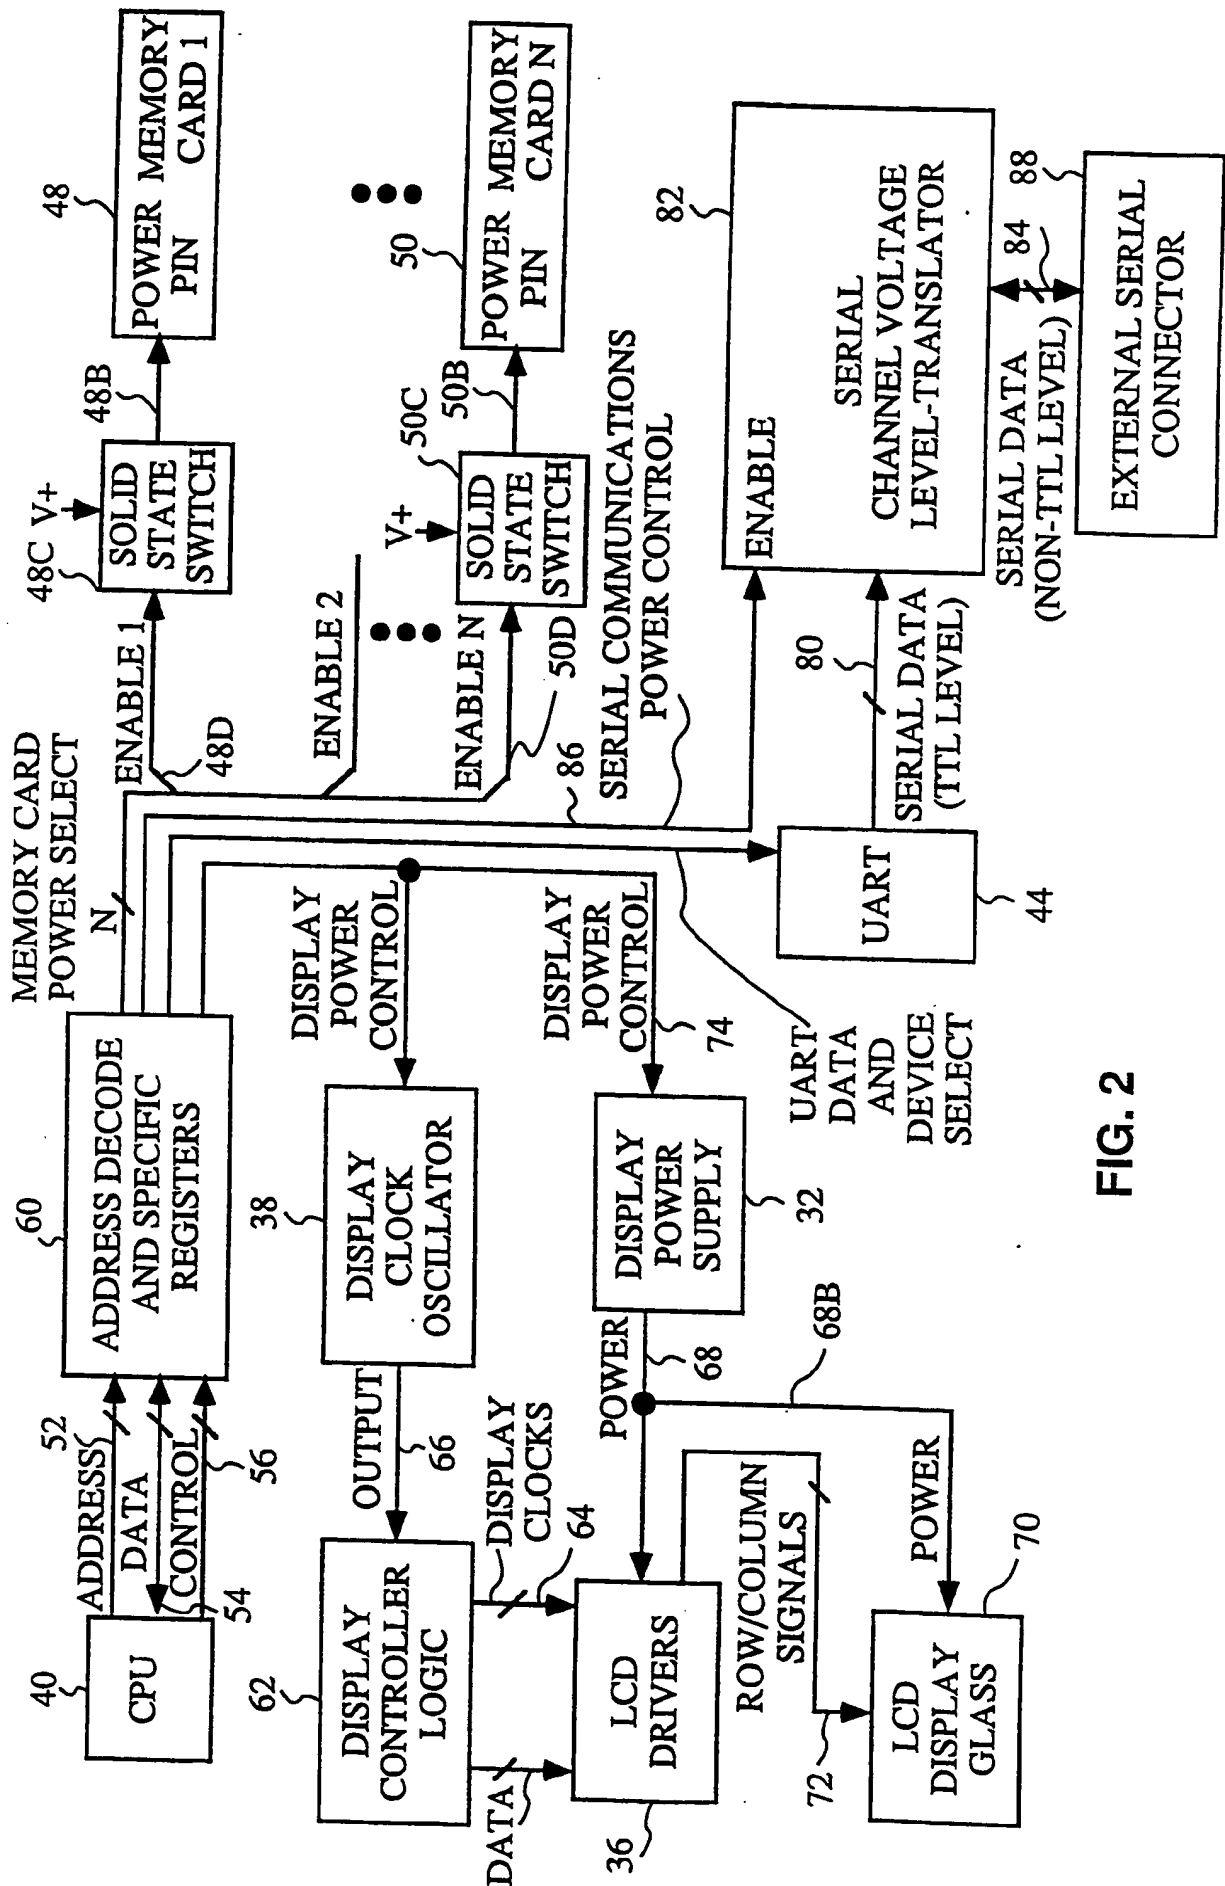 40
CPU
ADDRESS
52
DATA
CONTROL
54
56
60
ADDRESS DECODE
AND SPECIFIC
REGISTERS
MEMORY CARD
POWER SELECT
N
ENABLE 1
48D
48C
V+
SOLID
STATE
SWITCH
48B
48
POWER
PIN
MEMORY
CARD 1
ENABLE 2
ENABLE N
50D
V+
50C
SOLID
STATE
SWITCH
50B
50
POWER
PIN
MEMORY
CARD N
86
SERIAL COMMUNICATIONS
POWER CONTROL
62
DISPLAY
CONTROLLER
LOGIC
OUTPUT
66
38
DISPLAY
CLOCK
OSCILLATOR
DISPLAY
POWER
CONTROL
DATA
DISPLAY
CLOCKS
64
36
LCD
DRIVERS
POWER
68
68B
DISPLAY
POWER
SUPPLY
32
DISPLAY
POWER
CONTROL
74
ROW/COLUMN
SIGNALS
72
POWER
LCD
DISPLAY
GLASS
70
UART
DATA
AND
DEVICE
SELECT
UART
44
80
SERIAL DATA
(TTL LEVEL)
82
ENABLE
SERIAL
CHANNEL VOLTAGE
LEVEL-TRANSLATOR
SERIAL DATA
(NON-TTL LEVEL)
84
88
EXTERNAL SERIAL
CONNECTOR
FIG. 2